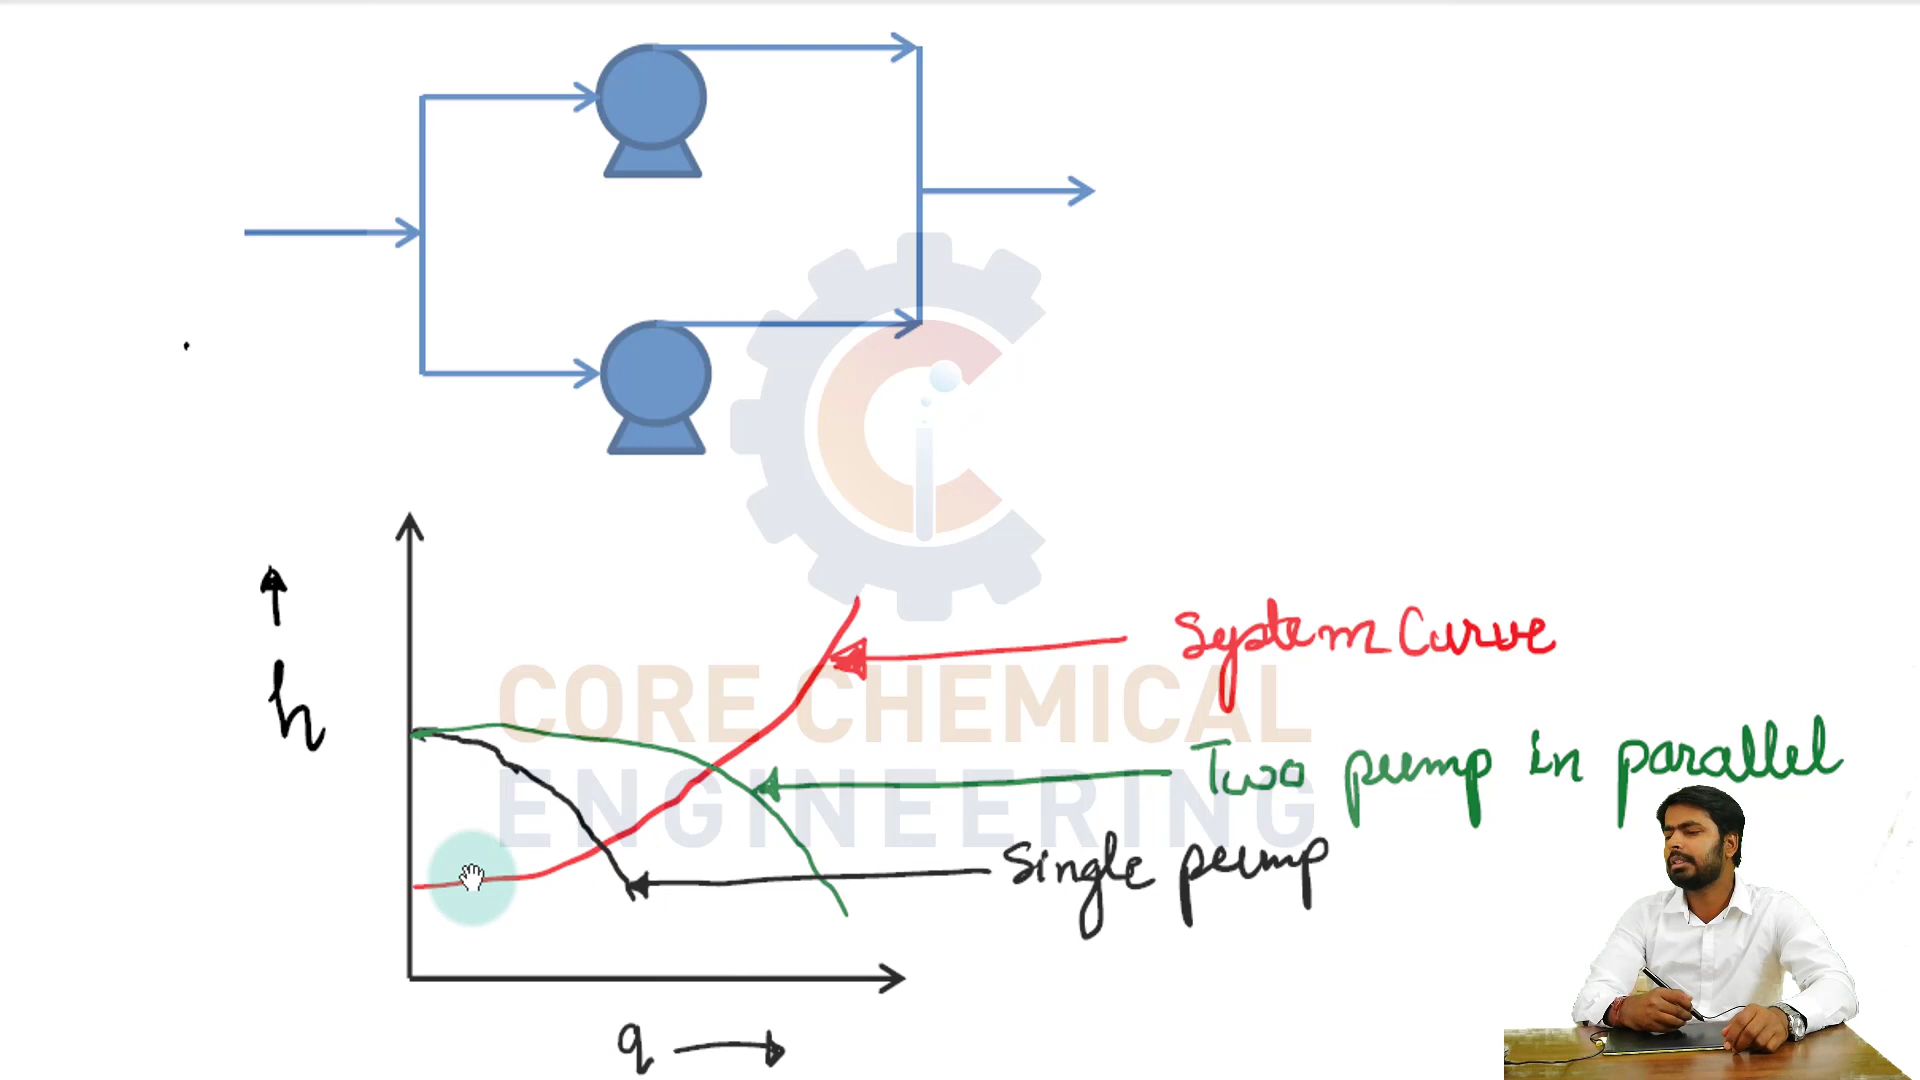 h
System Curve
CORE CHEMICAL
Two pump in parallel
ENGINEERING
Single pump
q